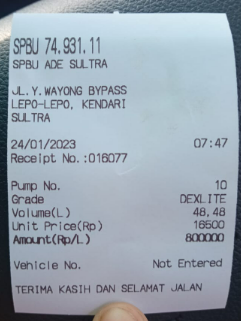 SPBU 74.931.11
SPBU ADE SULTRA
JL.Y.WAYONG BYPASS
LEPO-LEPO, KENDARI
SULTRA
24/01/2023 07:47
Receipt No.:016077
Pump No. 10
Grade DEXLITE
Volume(L) 48,48
Unit Price(Rp) 16500
Amount(Rp/L) 800000
Vehicle No. Not Entered
TERIMA KASIH DAN SELAMAT JALAN